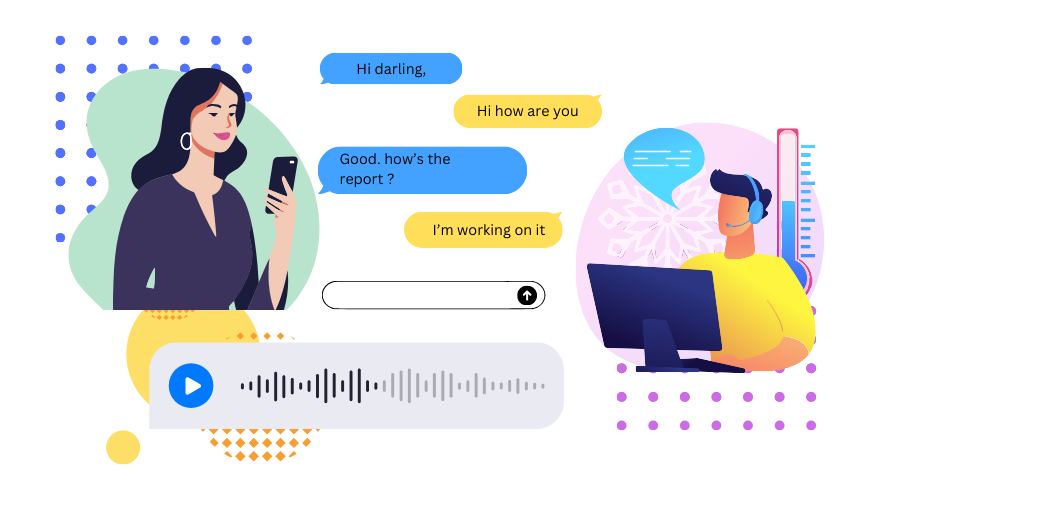 Hi darling,
Hi how are you
Good. how's the
report ?
I'm working on it